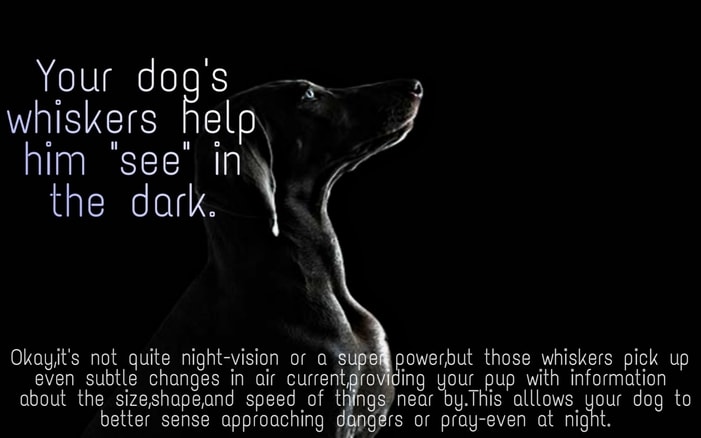 Your dog's
whiskers help
him "see" in
the dark.
Okay,it's not quite night-vision or a super power,but those whiskers pick up
even subtle changes in air current,providing your pup with information
about the size,shape,and speed of things near by.This alllows your dog to
better sense approaching dangers or pray-even at night.